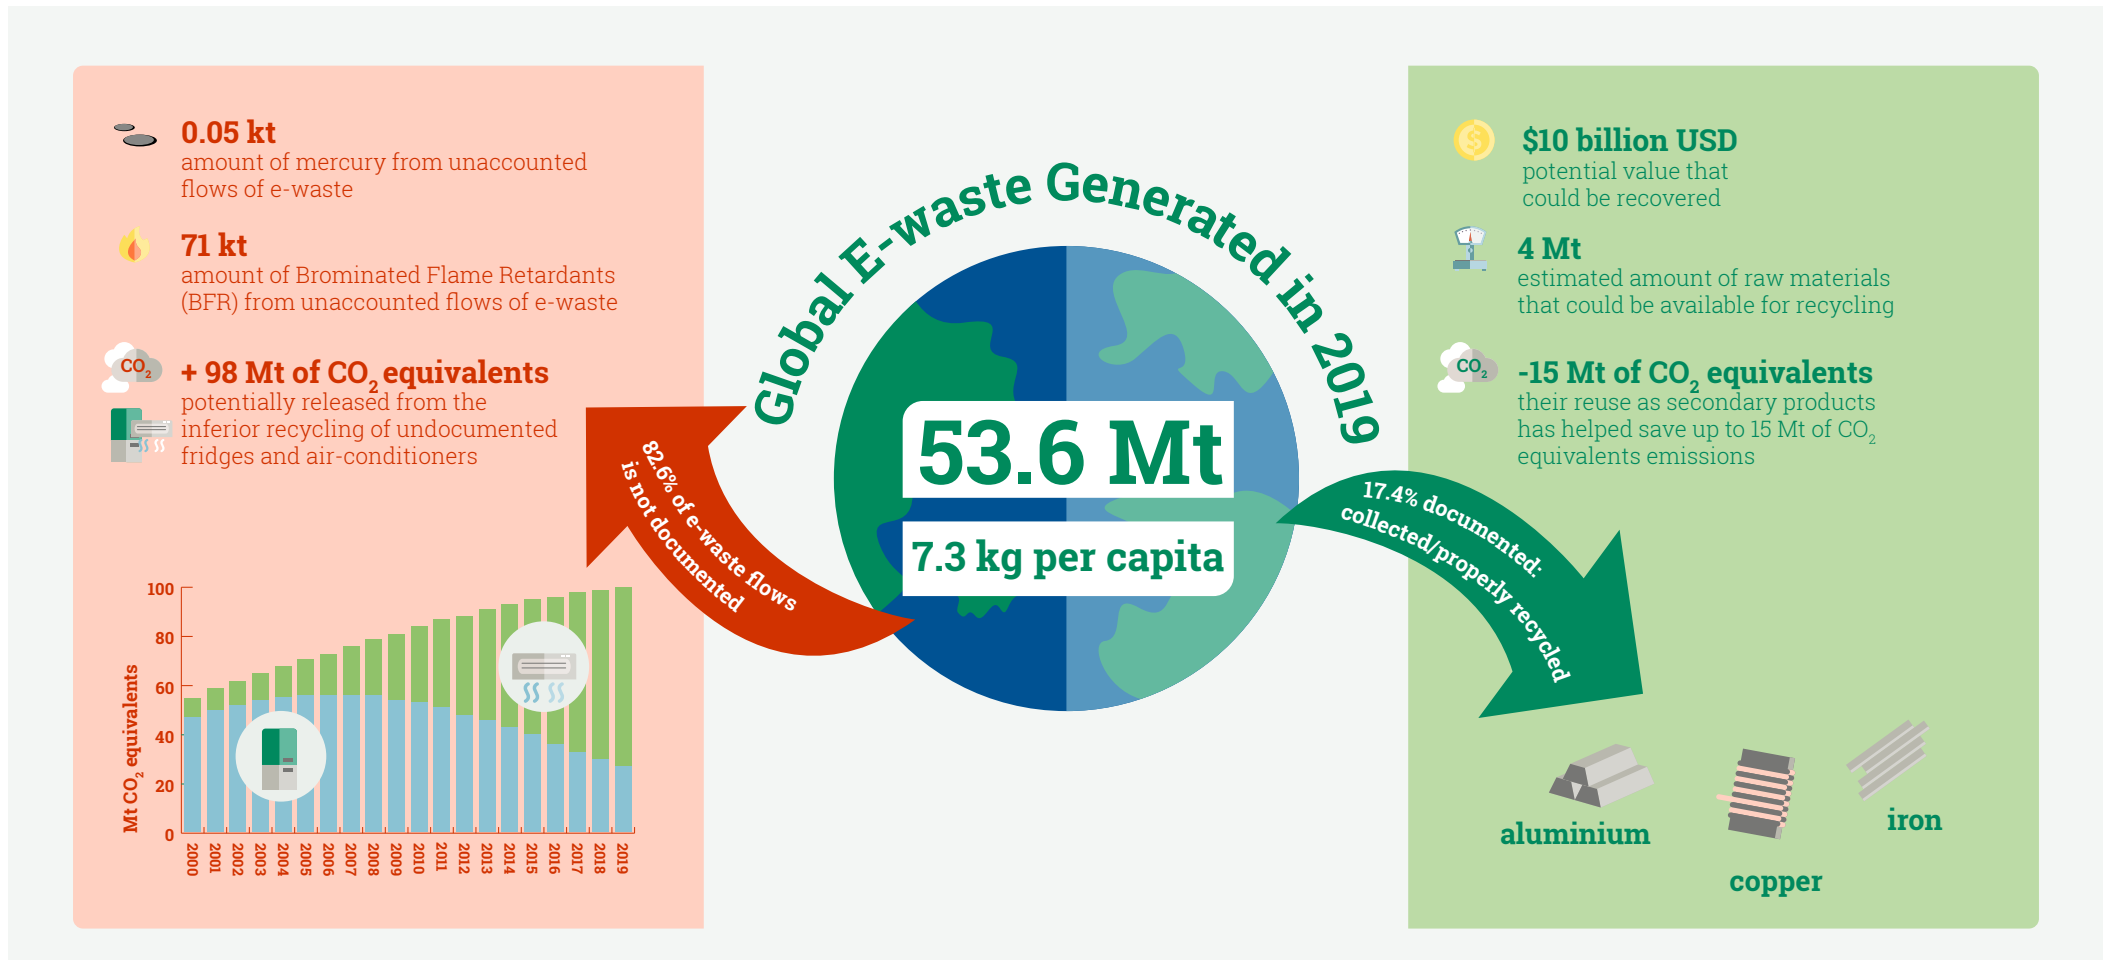 0.05 kt
amount of mercury from unaccounted
flows of e-waste
71 kt
amount of Brominated Flame Retardants
(BFR) from unaccounted flows of e-waste
CO2
+ 98 Mt of CO2 equivalents
potentially released from the
inferior recycling of undocumented
fridges and air-conditioners
Mt CO2 equivalents
100
80
60
40
20
0
2000
2001
2002
2003
2004
2005
2006
2007
2008
2009
2010
2011
2012
2013
2014
2015
2016
2017
2018
2019
82.6% of e-waste flows
is not documented
Global E-waste Generated in 2019
53.6 Mt
7.3 kg per capita
17.4% documented:
collected/properly recycled
$
$10 billion USD
potential value that
could be recovered
4 Mt
estimated amount of raw materials
that could be available for recycling
CO2
-15 Mt of CO2 equivalents
their reuse as secondary products
has helped save up to 15 Mt of CO2
equivalents emissions
aluminium
copper
iron